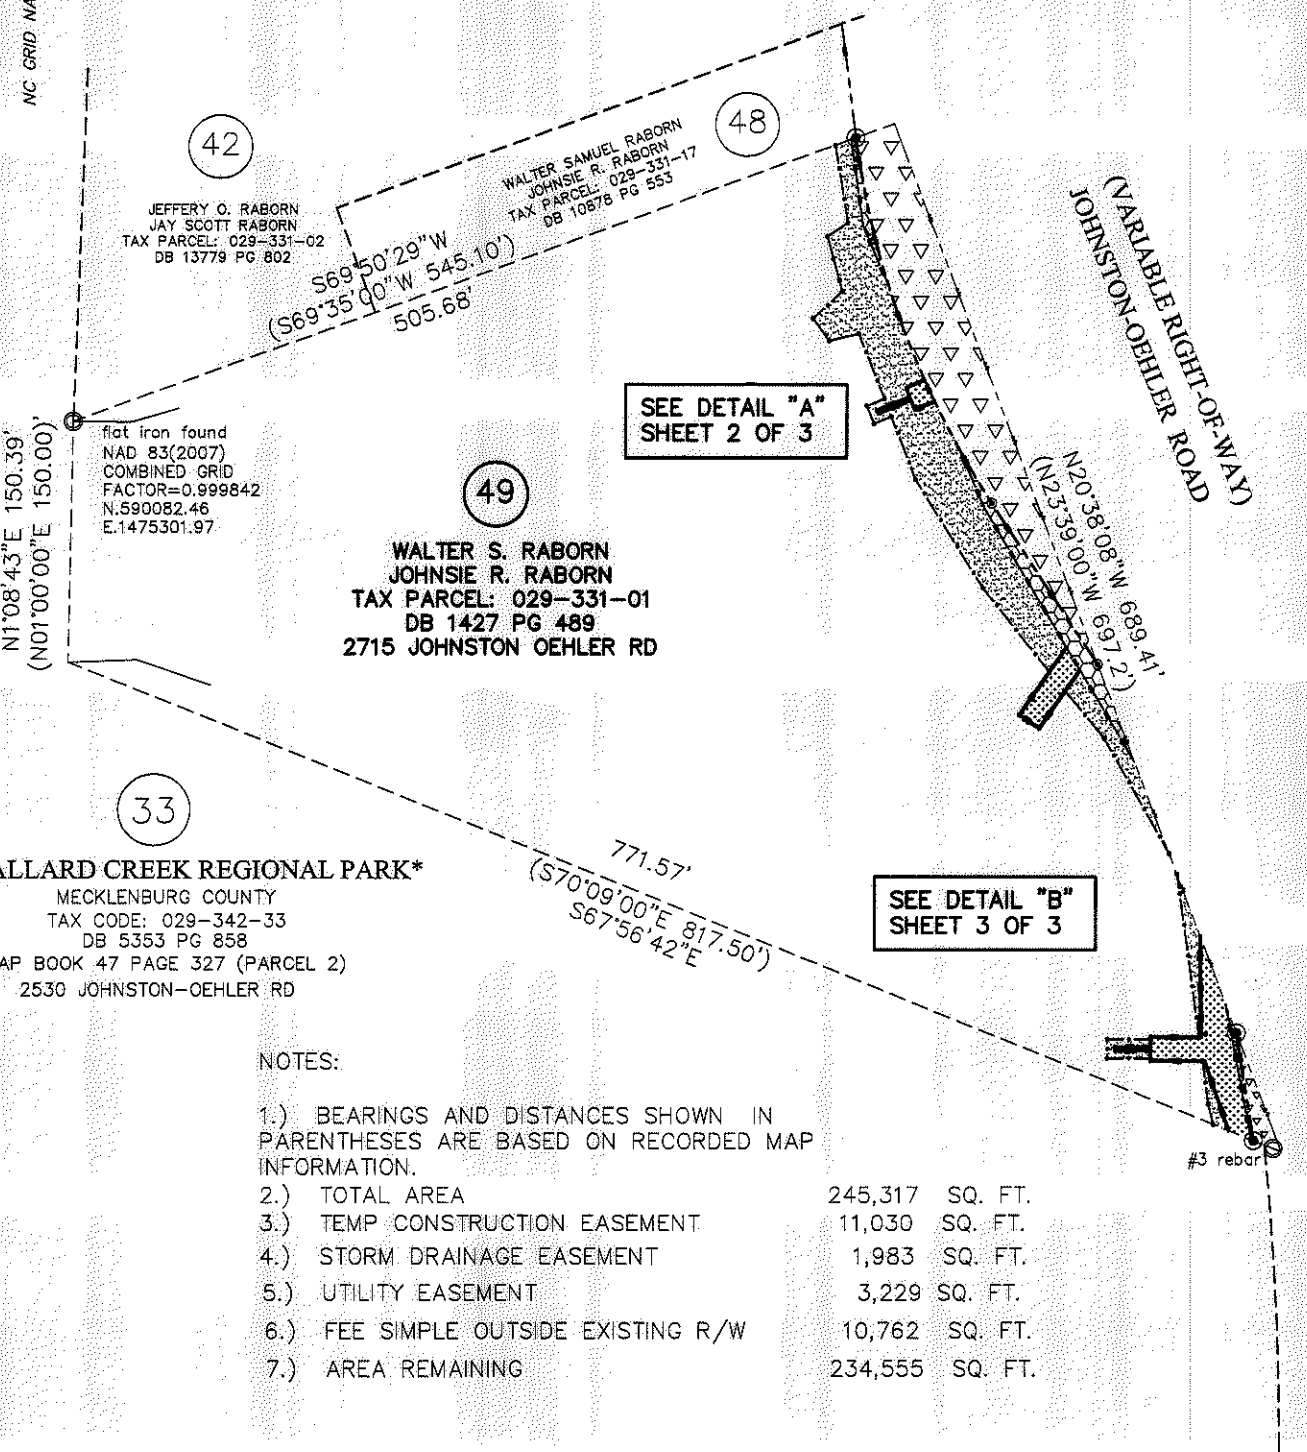 NC GRID NA
42
JEFFERY O. RABORN
JAY SCOTT RABORN
TAX PARCEL: 029-331-02
DB 13779 PG 802
48
WALTER SAMUEL RABORN
JOHNSIE R. RABORN
TAX PARCEL: 029-331-17
DB 10878 PG 553
S69°50'29"W
(S69°35'00"W 545.10')
505.68'
(VARIABLE RIGHT-OF-WAY)
JOHNSTON-OEHLER ROAD
N1°08'43"E 150.39'
(N01°00'00"E 150.00')
flat iron found
NAD 83(2007)
COMBINED GRID
FACTOR=0.999842
N.590082.46
E.1475301.97
SEE DETAIL "A"
SHEET 2 OF 3
49
WALTER S. RABORN
JOHNSIE R. RABORN
TAX PARCEL: 029-331-01
DB 1427 PG 489
2715 JOHNSTON OEHLER RD
N20°38'08"W 689.41'
(N23°39'00"W 697.2')
33
ALLARD CREEK REGIONAL PARK*
MECKLENBURG COUNTY
TAX CODE: 029-342-33
DB 5353 PG 858
AP BOOK 47 PAGE 327 (PARCEL 2)
2530 JOHNSTON-OEHLER RD
771.57'
(S70°09'00"E 817.50')
S67°56'42"E
SEE DETAIL "B"
SHEET 3 OF 3
#3 rebar
NOTES:
1.) BEARINGS AND DISTANCES SHOWN IN
PARENTHESES ARE BASED ON RECORDED MAP
INFORMATION.
2.) TOTAL AREA 245,317 SQ. FT.
3.) TEMP CONSTRUCTION EASEMENT 11,030 SQ. FT.
4.) STORM DRAINAGE EASEMENT 1,983 SQ. FT.
5.) UTILITY EASEMENT 3,229 SQ. FT.
6.) FEE SIMPLE OUTSIDE EXISTING R/W 10,762 SQ. FT.
7.) AREA REMAINING 234,555 SQ. FT.